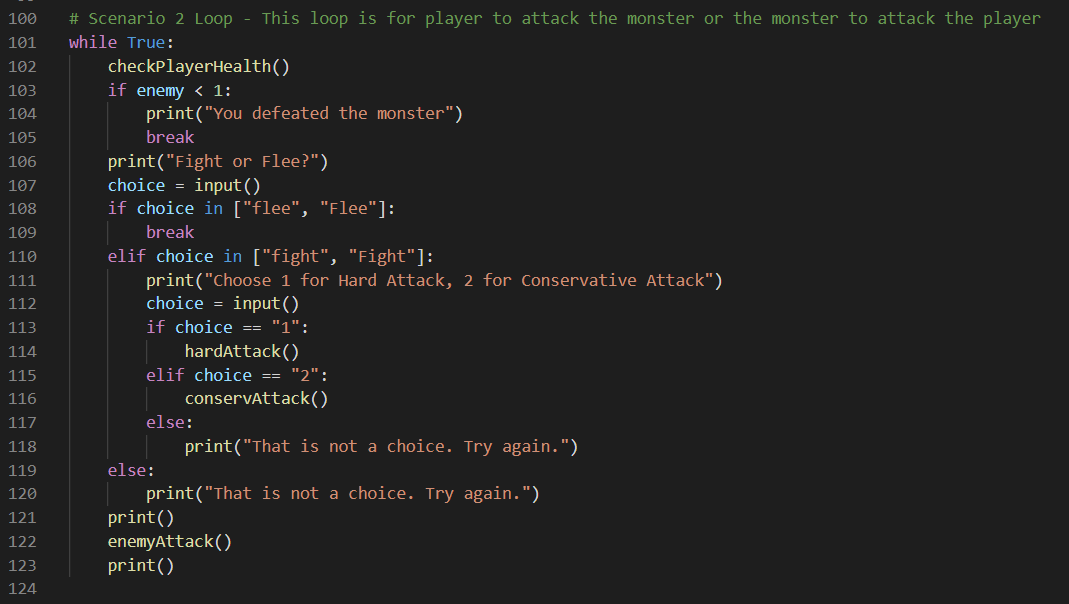 100 # Scenario 2 Loop - This loop is for player to attack the monster or the monster to attack the player
101 while True:
102     checkPlayerHealth()
103     if enemy < 1:
104         print("You defeated the monster")
105         break
106     print("Fight or Flee?")
107     choice = input()
108     if choice in ["flee", "Flee"]:
109         break
110     elif choice in ["fight", "Fight"]:
111         print("Choose 1 for Hard Attack, 2 for Conservative Attack")
112         choice = input()
113         if choice == "1":
114             hardAttack()
115         elif choice == "2":
116             conservAttack()
117         else:
118             print("That is not a choice. Try again.")
119     else:
120         print("That is not a choice. Try again.")
121     print()
122     enemyAttack()
123     print()
124